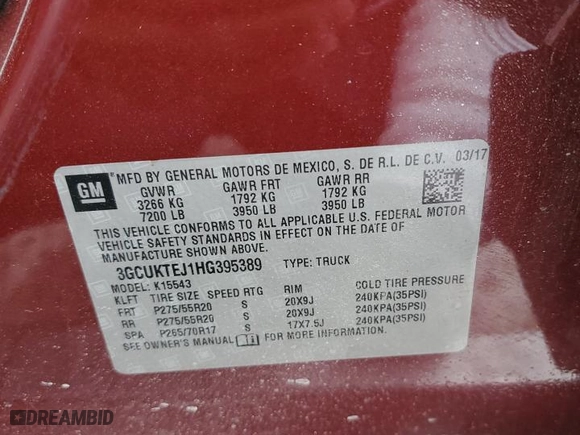 GM
MFD BY GENERAL MOTORS DE MEXICO, S. DE R.L. DE C.V. 03/17
GVWR GAWR FRT GAWR RR
3266 KG 1792 KG 1792 KG
7200 LB 3950 LB 3950 LB
THIS VEHICLE CONFORMS TO ALL APPLICABLE U.S. FEDERAL MOTOR
VEHICLE SAFETY STANDARDS IN EFFECT ON THE DATE OF
MANUFACTURE SHOWN ABOVE.
3GCUKTEJ1HG395389 TYPE: TRUCK
MODEL: K15543
KLFT TIRE SIZE SPEED RTG RIM COLD TIRE PRESSURE
FRT P275/55R20 S 20X9J 240KPA(35PSI)
RR P275/55R20 S 20X9J 240KPA(35PSI)
SPA P265/70R17 S 17X7.5J 240KPA(35PSI)
SEE OWNER'S MANUAL FOR MORE INFORMATION.
DREAMBID